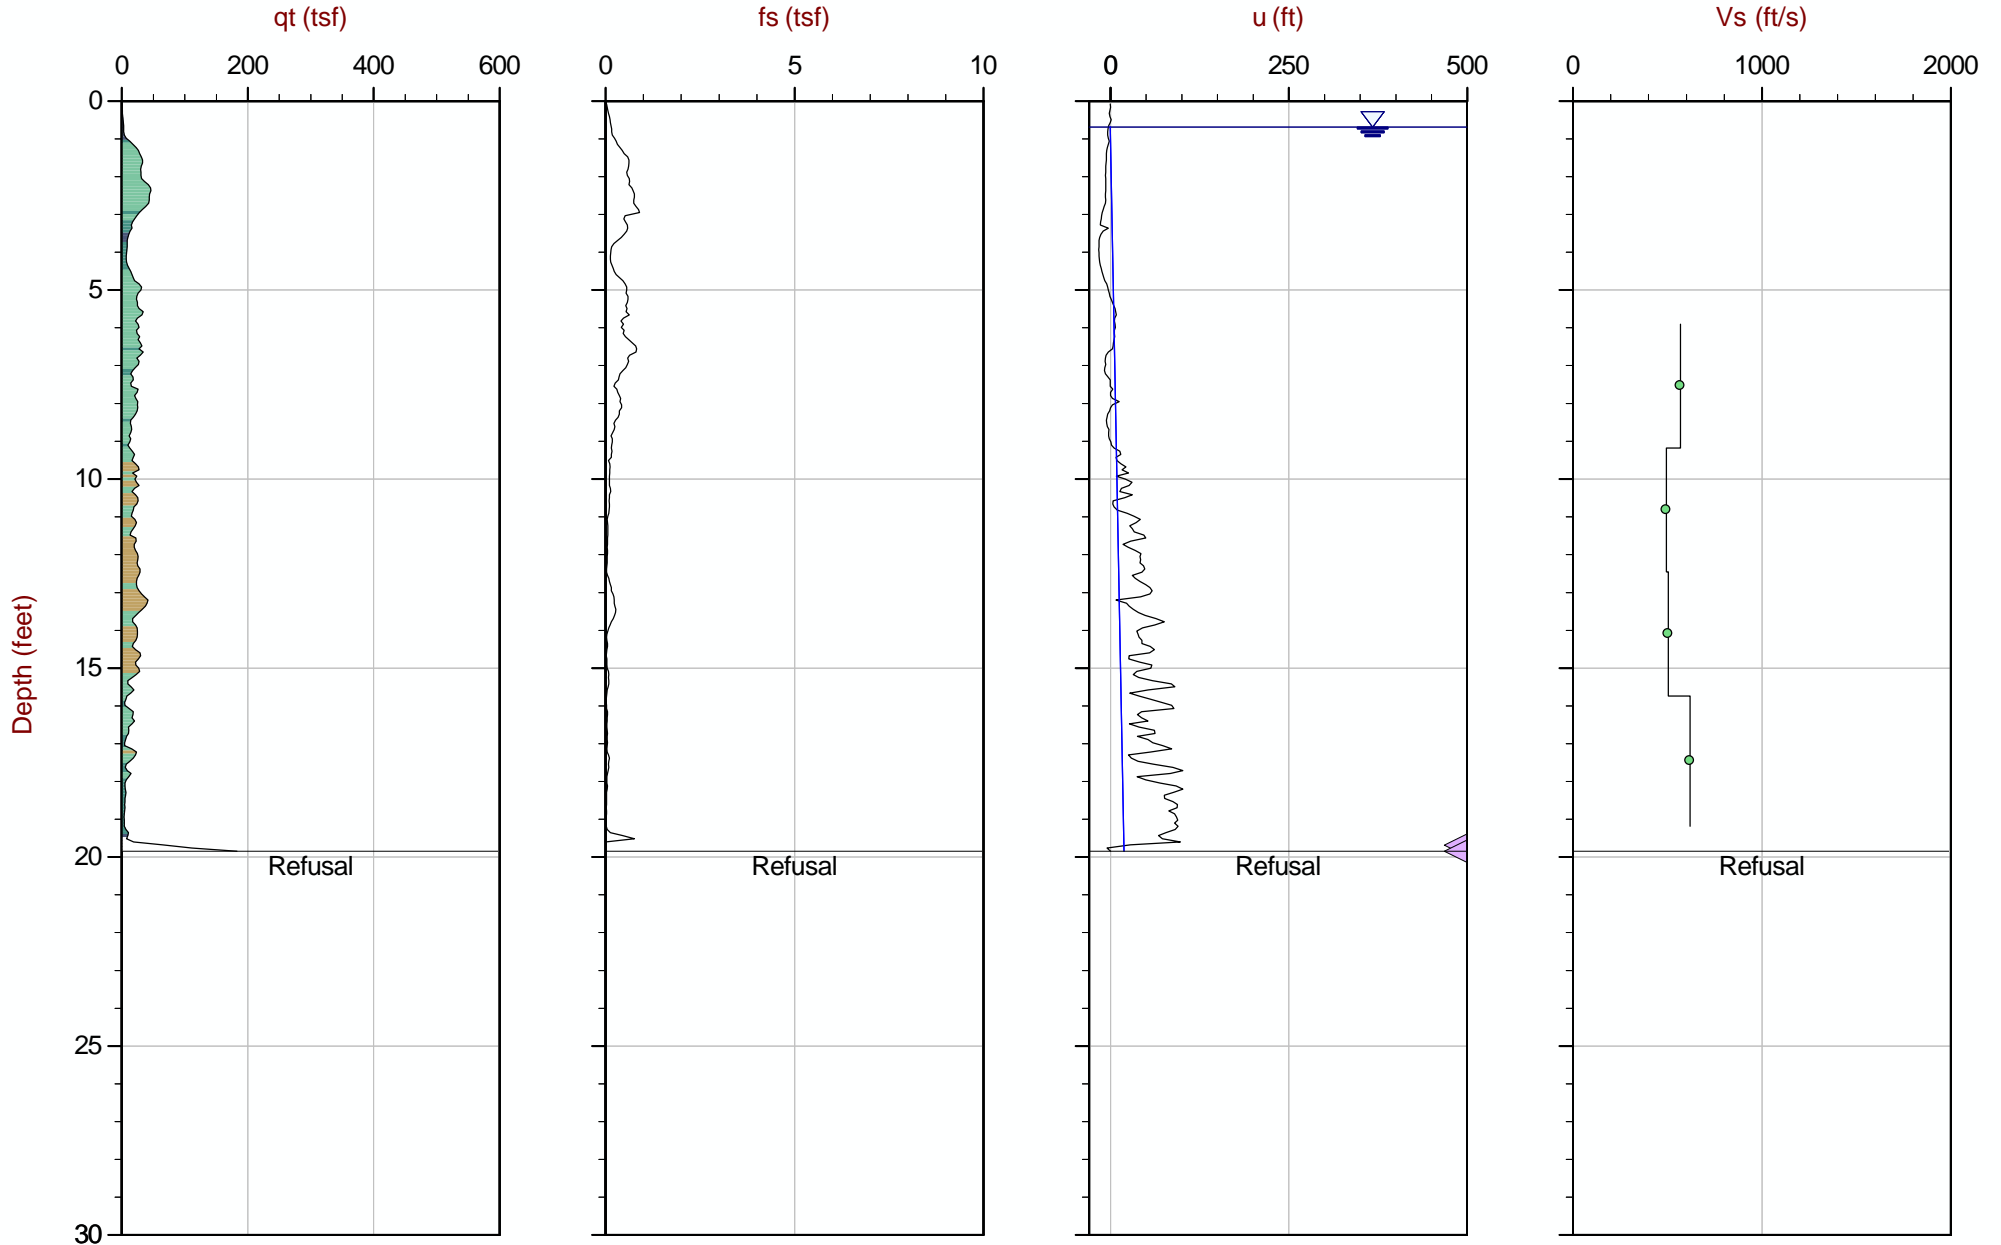 qt (tsf) fs (tsf) u (ft) Vs (ft/s)
0 200 400 600 0 5 10 0 250 500 0 1000 2000
0
5
10
15
20
25
30
Depth (feet)
Refusal Refusal Refusal Refusal